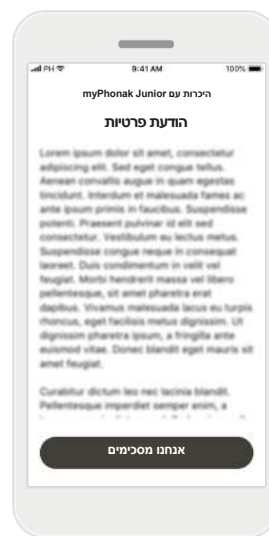 PH
9:41 AM
100%
היכרות עם myPhonak Junior
הודעת פרטיות
Lorem ipsum dolor sit amet, consectetur
adipiscing elit. Sed eget congue tellus.
Aenean convallis augue in quam egestas
tincidunt. Interdum et malesuada fames ac
ante ipsum primis in faucibus. Suspendisse
potenti. Praesent pulvinar id elit sed
consectetur. Vestibulum eu lectus metus.
Suspendisse congue neque in consequat
laoreet. Duis condimentum in velit vel
feugiat. Morbi hendrerit massa vel libero
pellentesque, sit amet pharetra erat
dapibus. Vivamus malesuada lacus eu turpis
rhoncus, eget facilisis metus dignissim. Ut
dignissim pharetra ipsum, a fringilla ante
euismod vitae. Donec blandit eget mauris sit
amet feugiat.
Curabitur dictum leo nec lacinia blandit.
Pellentesque imperdiet semper enim, a
אנחנו מסכימים